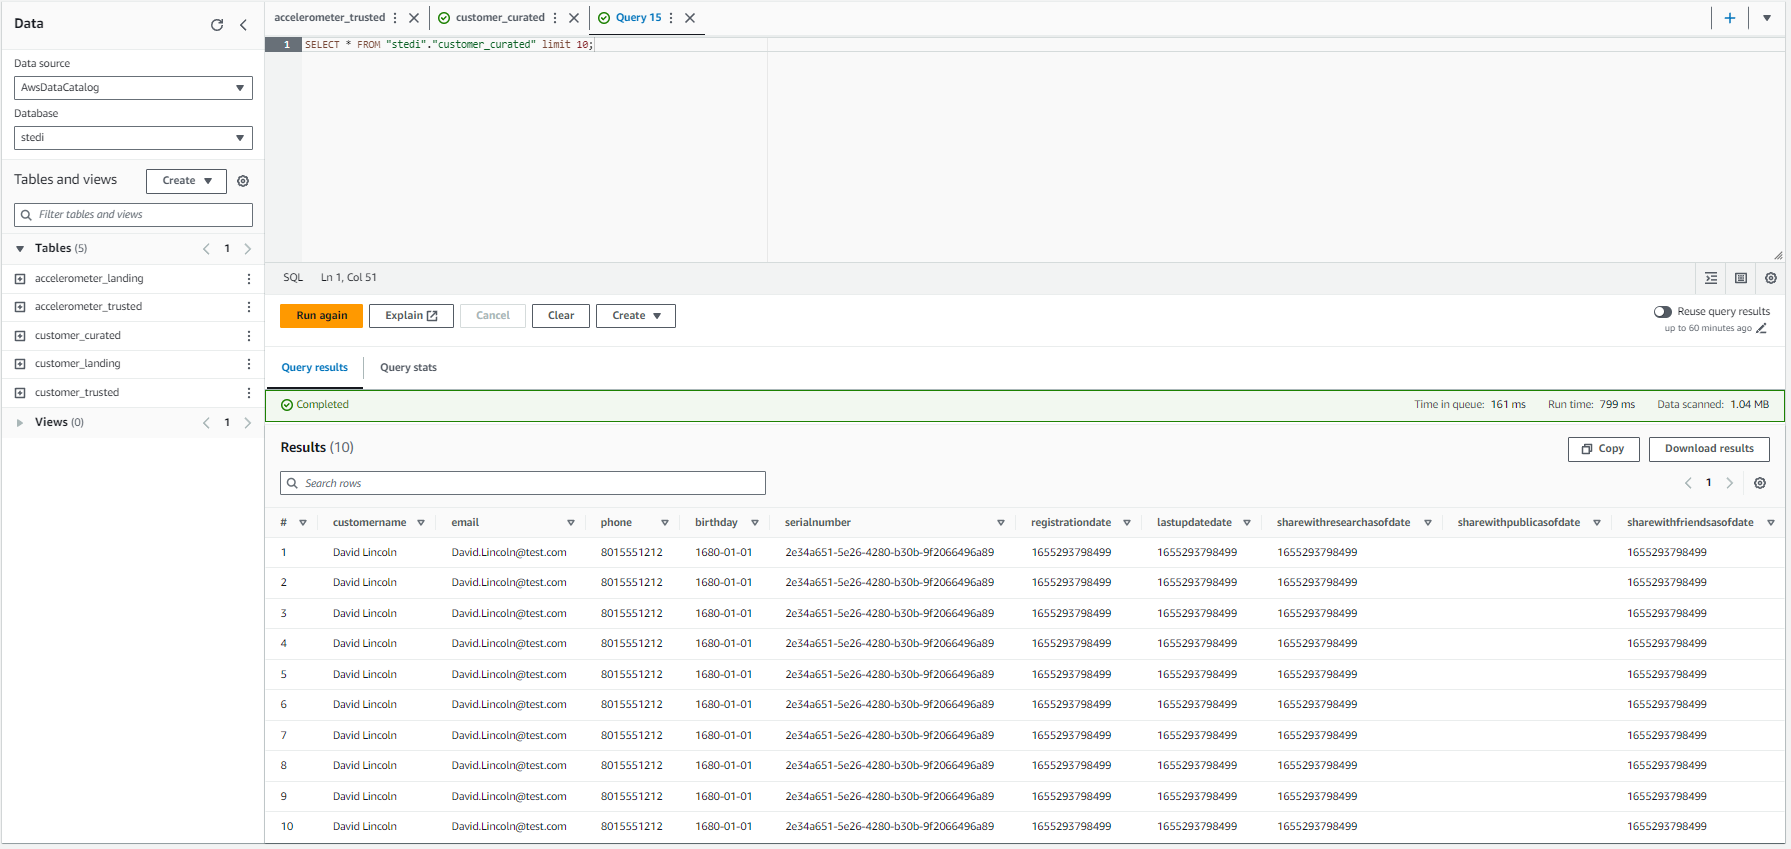 Data
Data source
AwsDataCatalog
Database
stedi
Tables and views
Create
Filter tables and views
Tables (5)
1
accelerometer_landing
accelerometer_trusted
customer_curated
customer_landing
customer_trusted
Views (0)
1
accelerometer_trusted
customer_curated
Query 15
1 SELECT * FROM "stedi"."customer_curated" limit 10;
SQL Ln 1, Col 51
Run again Explain Cancel Clear Create
Reuse query results
up to 60 minutes ago
Query results Query stats
Completed Time in queue: 161 ms Run time: 799 ms Data scanned: 1.04 MB
Results (10) Copy Download results
Search rows 1
# customername email phone birthday serialnumber registrationdate lastupdatedate sharewithresearchasofdate sharewithpublicasofdate sharewithfriendsasofdate
1 David Lincoln David.Lincoln@test.com 8015551212 1680-01-01 2e34a651-5e26-4280-b30b-9f2066496a89 1655293798499 1655293798499 1655293798499 1655293798499
2 David Lincoln David.Lincoln@test.com 8015551212 1680-01-01 2e34a651-5e26-4280-b30b-9f2066496a89 1655293798499 1655293798499 1655293798499 1655293798499
3 David Lincoln David.Lincoln@test.com 8015551212 1680-01-01 2e34a651-5e26-4280-b30b-9f2066496a89 1655293798499 1655293798499 1655293798499 1655293798499
4 David Lincoln David.Lincoln@test.com 8015551212 1680-01-01 2e34a651-5e26-4280-b30b-9f2066496a89 1655293798499 1655293798499 1655293798499 1655293798499
5 David Lincoln David.Lincoln@test.com 8015551212 1680-01-01 2e34a651-5e26-4280-b30b-9f2066496a89 1655293798499 1655293798499 1655293798499 1655293798499
6 David Lincoln David.Lincoln@test.com 8015551212 1680-01-01 2e34a651-5e26-4280-b30b-9f2066496a89 1655293798499 1655293798499 1655293798499 1655293798499
7 David Lincoln David.Lincoln@test.com 8015551212 1680-01-01 2e34a651-5e26-4280-b30b-9f2066496a89 1655293798499 1655293798499 1655293798499 1655293798499
8 David Lincoln David.Lincoln@test.com 8015551212 1680-01-01 2e34a651-5e26-4280-b30b-9f2066496a89 1655293798499 1655293798499 1655293798499 1655293798499
9 David Lincoln David.Lincoln@test.com 8015551212 1680-01-01 2e34a651-5e26-4280-b30b-9f2066496a89 1655293798499 1655293798499 1655293798499 1655293798499
10 David Lincoln David.Lincoln@test.com 8015551212 1680-01-01 2e34a651-5e26-4280-b30b-9f2066496a89 1655293798499 1655293798499 1655293798499 1655293798499